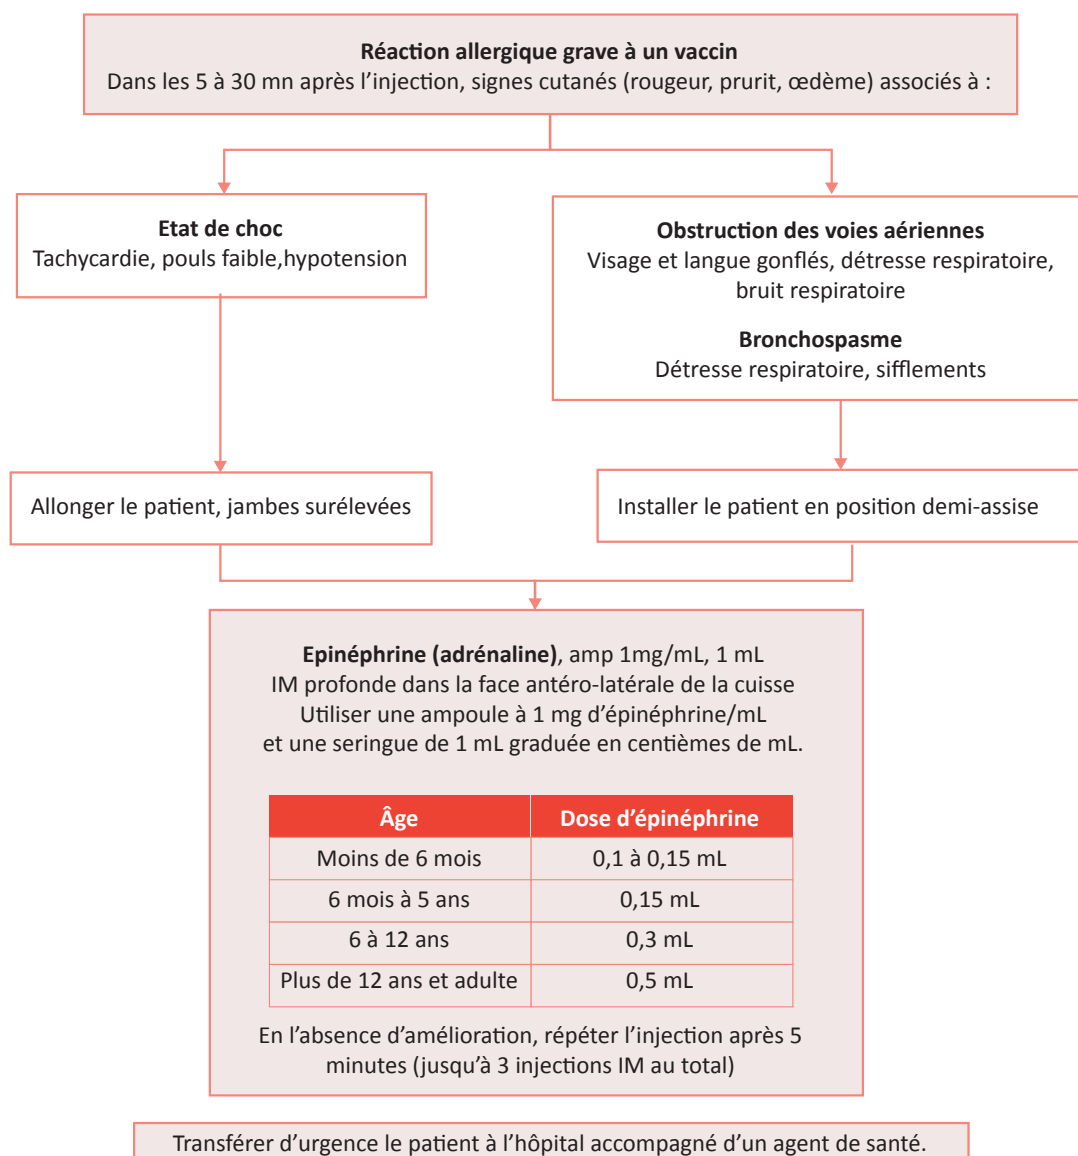 Réaction allergique grave à un vaccin
Dans les 5 à 30 mn après l'injection, signes cutanés (rougeur, prurit, œdème) associés à :
Etat de choc
Tachycardie, pouls faible,hypotension
Obstruction des voies aériennes
Visage et langue gonflés, détresse respiratoire,
bruit respiratoire
Bronchospasme
Détresse respiratoire, sifflements
Allonger le patient, jambes surélevées
Installer le patient en position demi-assise
Epinéphrine (adrénaline), amp 1mg/mL, 1 mL
IM profonde dans la face antéro-latérale de la cuisse
Utiliser une ampoule à 1 mg d'épinéphrine/mL
et une seringue de 1 mL graduée en centièmes de mL.
Âge Dose d'épinéphrine
Moins de 6 mois 0,1 à 0,15 mL
6 mois à 5 ans 0,15 mL
6 à 12 ans 0,3 mL
Plus de 12 ans et adulte 0,5 mL
En l'absence d'amélioration, répéter l'injection après 5
minutes (jusqu'à 3 injections IM au total)
Transférer d'urgence le patient à l'hôpital accompagné d'un agent de santé.